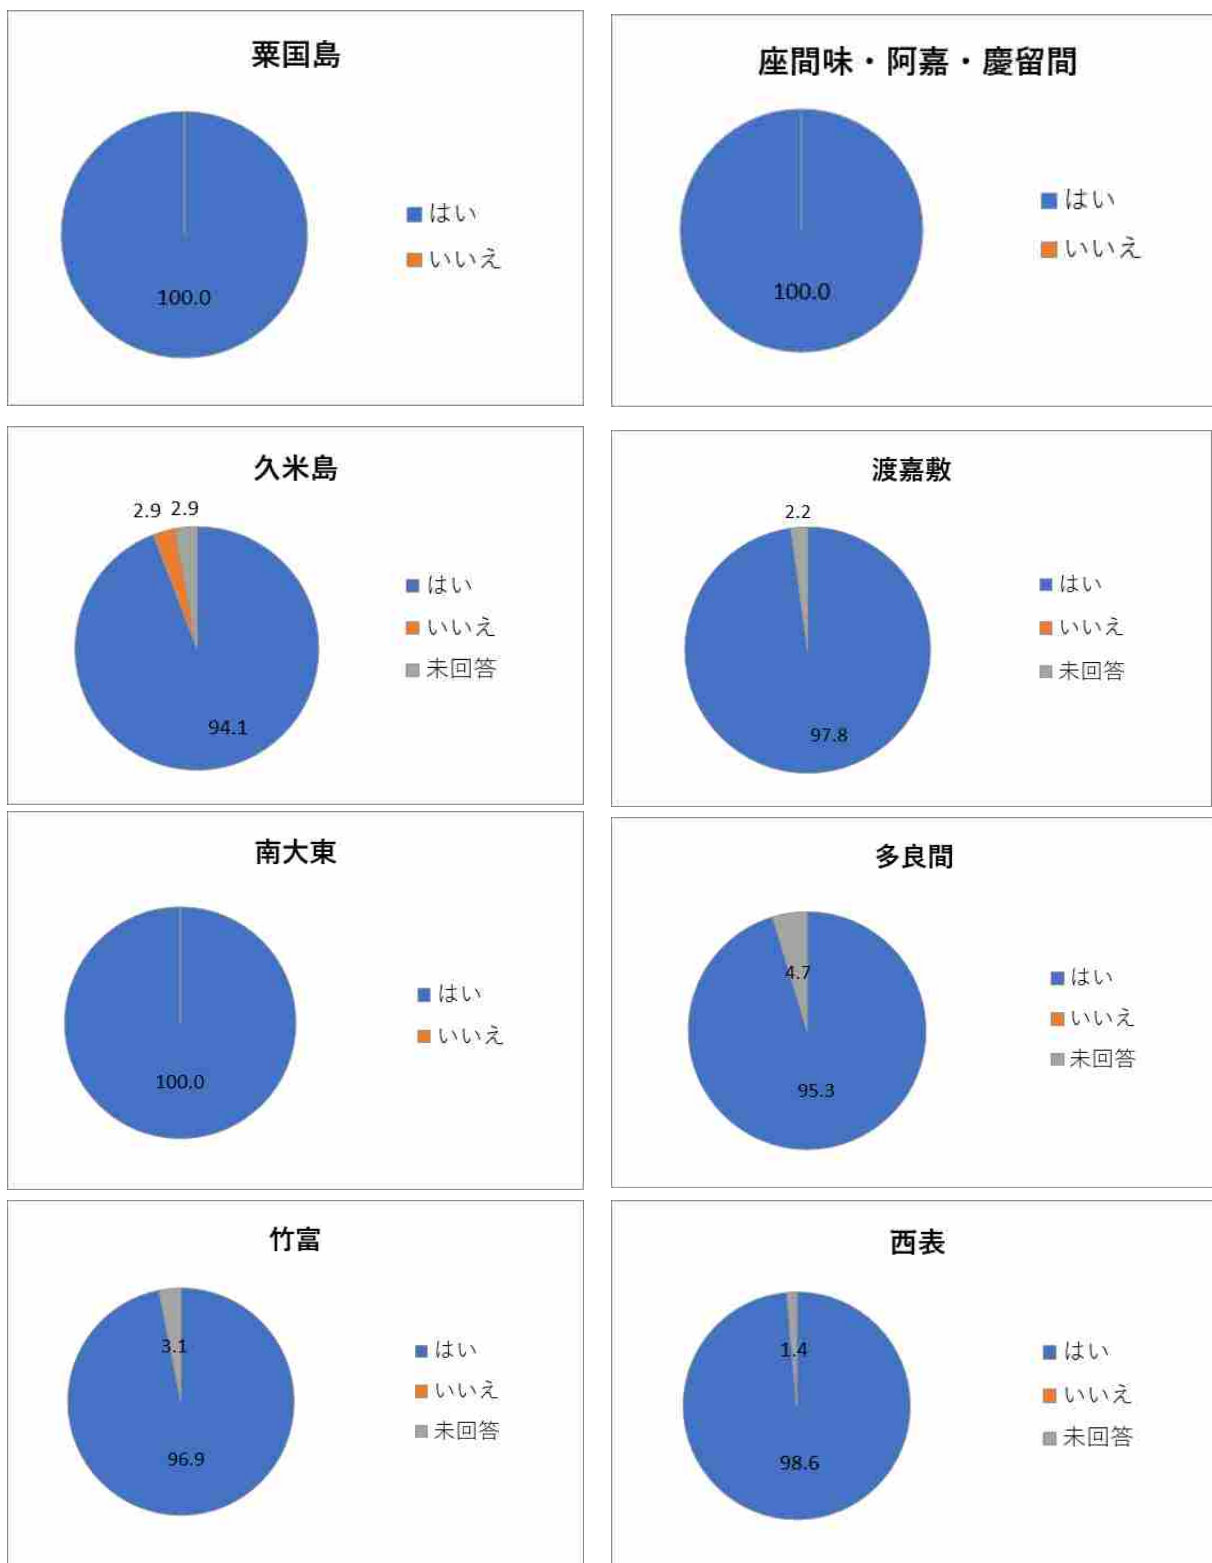 粟国島
100.0
はい
いいえ
座間味・阿嘉・慶留間
100.0
はい
いいえ
久米島
2.9 2.9
94.1
はい
いいえ
未回答
渡嘉敷
2.2
97.8
はい
いいえ
未回答
南大東
100.0
はい
いいえ
多良間
4.7
95.3
はい
いいえ
未回答
竹富
3.1
96.9
はい
いいえ
未回答
西表
1.4
98.6
はい
いいえ
未回答